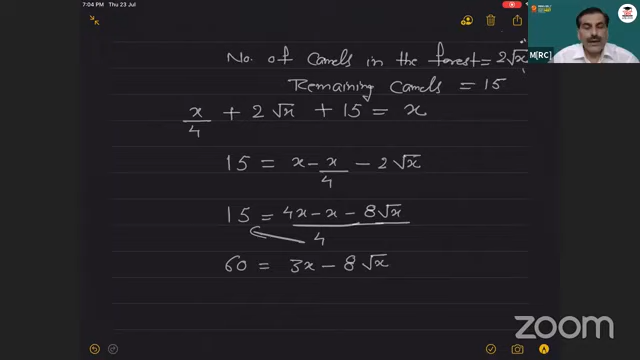 7:04 PM Thu 23 Jul
No. of Camels in the forest = 2√x
Remaining Camels = 15
x/4 + 2√x + 15 = x
15 = x - x/4 - 2√x
15 = 4x - x - 8√x / 4
60 = 3x - 8√x
M[RC]
zoom